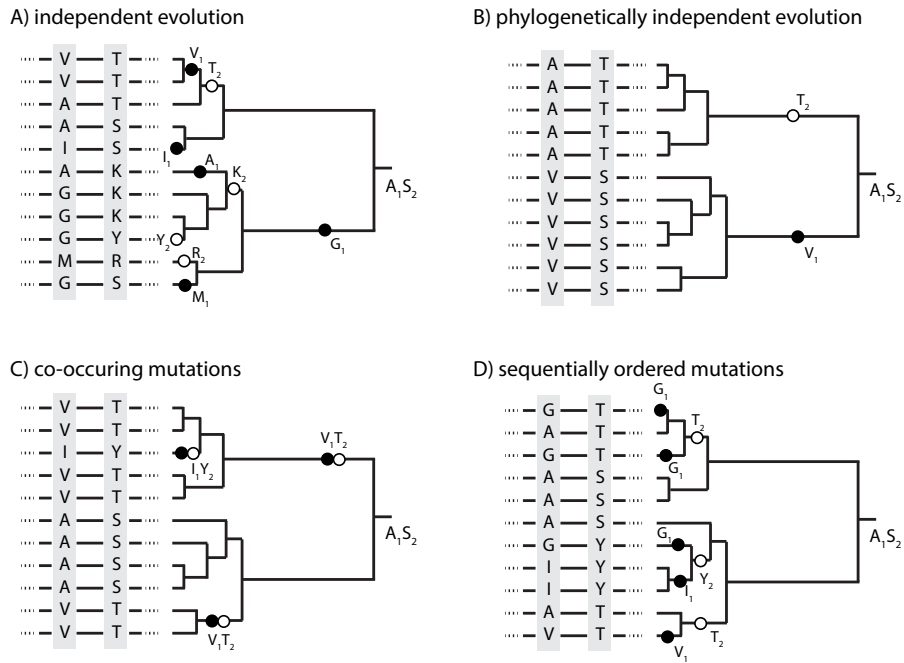 A) independent evolution
V T
V T
A T
A S
I S
A K
G K
G K
G Y
M R
G S
V₁
T₂
I₁
A₁
K₂
Y₂
R₂
M₁
G₁
A₁S₂
B) phylogenetically independent evolution
A T
A T
A T
A T
A T
V S
V S
V S
V S
V S
V S
T₂
V₁
A₁S₂
C) co-occuring mutations
V T
V T
I Y
V T
V T
A S
A S
A S
A S
V T
V T
I₁Y₂
V₁T₂
V₁T₂
A₁S₂
D) sequentially ordered mutations
G T
A T
G T
A S
A S
A S
G Y
I Y
I Y
A T
V T
G₁
T₂
G₁
G₁
I₁
Y₂
T₂
V₁
A₁S₂